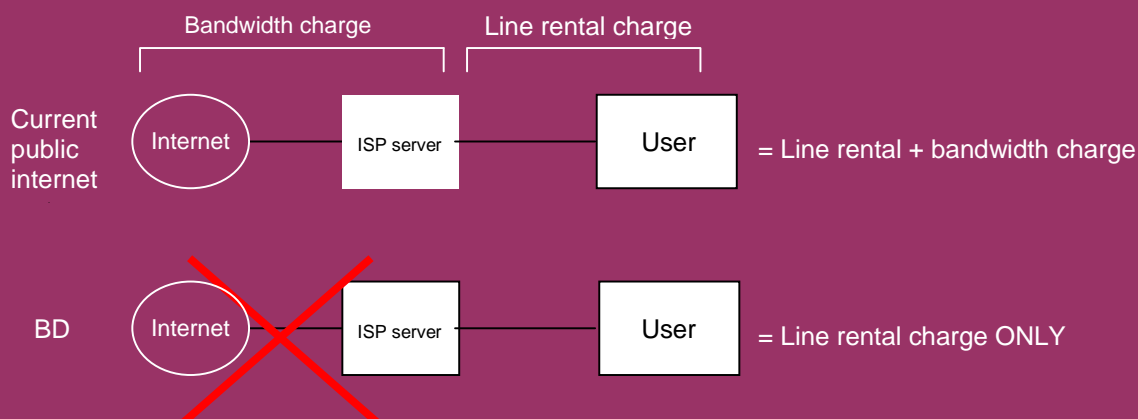 Bandwidth charge
Line rental charge
Current
public
internet
Internet
ISP server
User
= Line rental + bandwidth charge
BD
Internet
ISP server
User
= Line rental charge ONLY